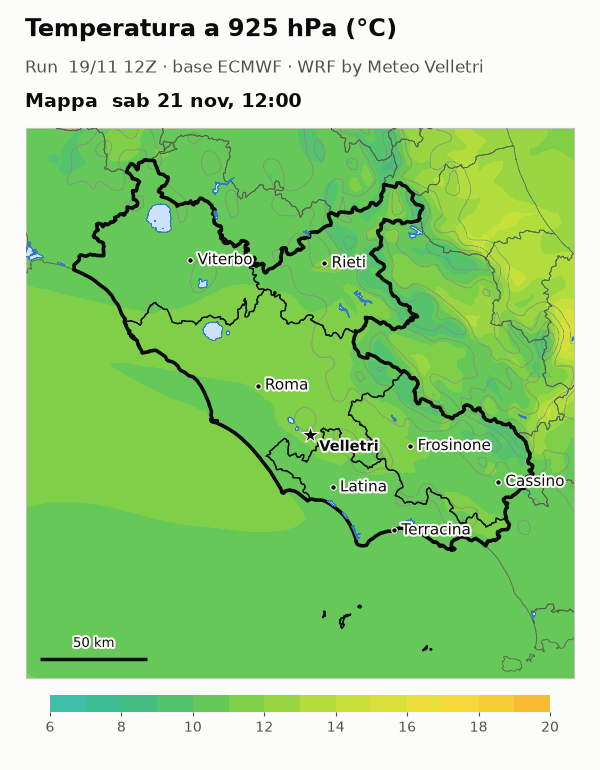 Temperatura a 925 hPa (°C)
Run  19/11 12Z · base ECMWF · WRF by Meteo Velletri
Mappa  sab 21 nov, 12:00
Viterbo
Rieti
Roma
Velletri
Frosinone
Cassino
Latina
Terracina
50 km
6 8 10 12 14 16 18 20